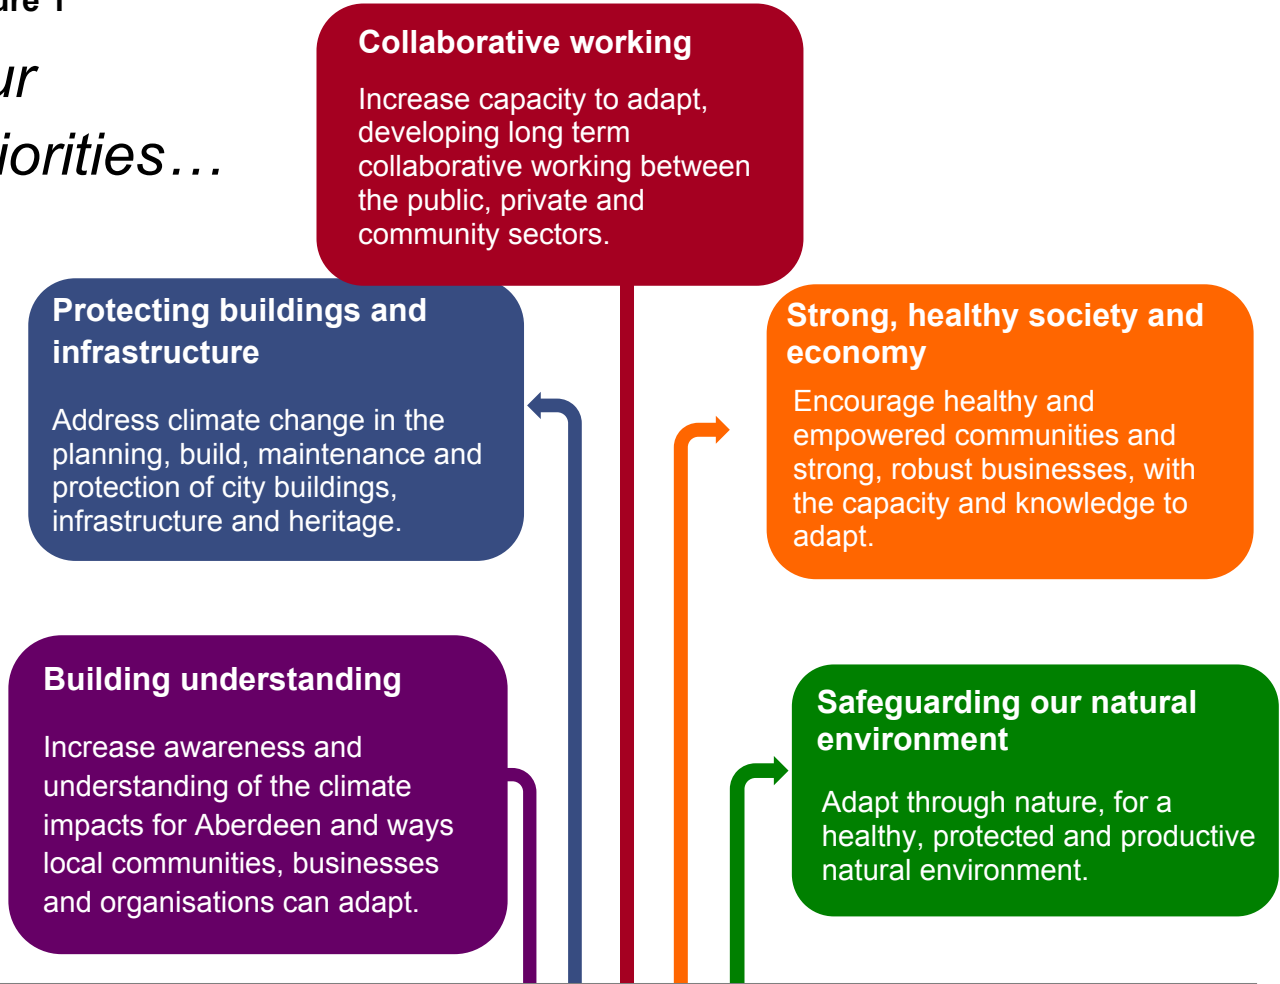 ure 1
ur
iorities…
Collaborative working
Increase capacity to adapt,
developing long term
collaborative working between
the public, private and
community sectors.
Protecting buildings and
infrastructure
Address climate change in the
planning, build, maintenance and
protection of city buildings,
infrastructure and heritage.
Strong, healthy society and
economy
Encourage healthy and
empowered communities and
strong, robust businesses, with
the capacity and knowledge to
adapt.
Building understanding
Increase awareness and
understanding of the climate
impacts for Aberdeen and ways
local communities, businesses
and organisations can adapt.
Safeguarding our natural
environment
Adapt through nature, for a
healthy, protected and productive
natural environment.